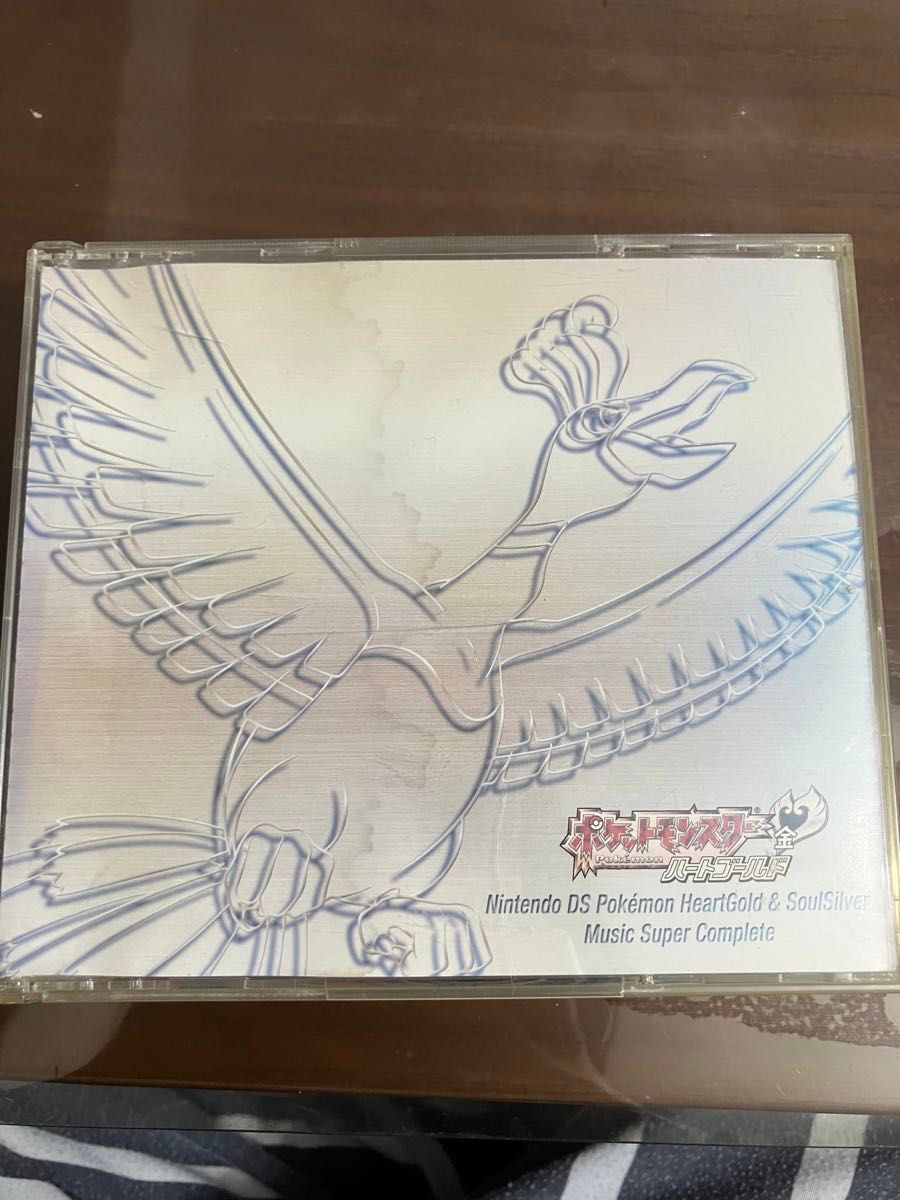 ポケットモンスター
Pokémon
金
ハートゴールド
Nintendo DS Pokémon HeartGold & SoulSilver
Music Super Complete